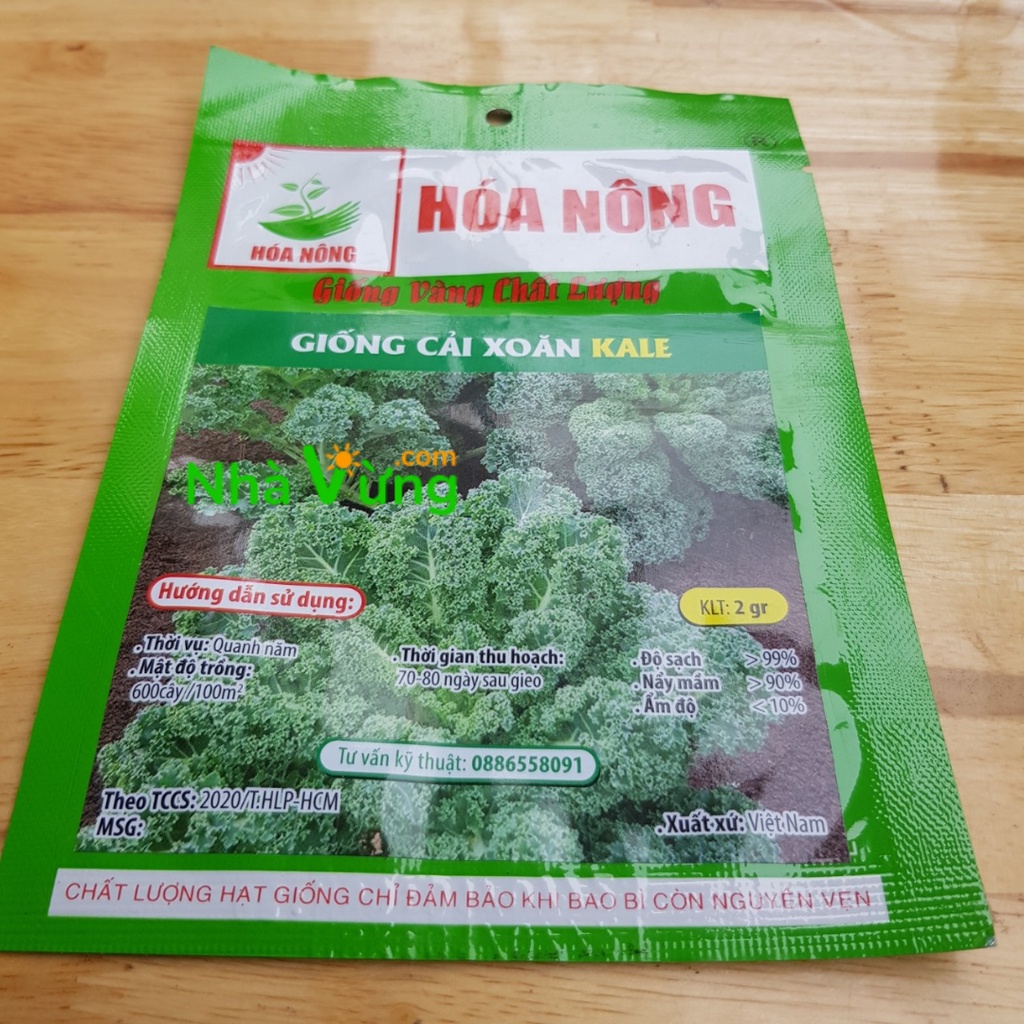 HÓA NÔNG
HÓA NÔNG
Giống Vàng Chất Lượng
GIỐNG CẢI XOĂN KALE
Nhà Vừng.com
Hướng dẫn sử dụng:
KLT: 2 gr
. Thời vụ: Quanh năm
. Mật độ trồng:
600cây /100m²
. Thời gian thu hoạch:
70-80 ngày sau gieo
. Độ sạch > 99%
. Nảy mầm > 90%
. Ẩm độ < 10%
Tư vấn kỹ thuật: 0886558091
Theo TCCS: 2020/T:HLP-HCM
MSG:
. Xuất xứ: Việt Nam
CHẤT LƯỢNG HẠT GIỐNG CHỈ ĐẢM BẢO KHI BAO BÌ CÒN NGUYÊN VẸN